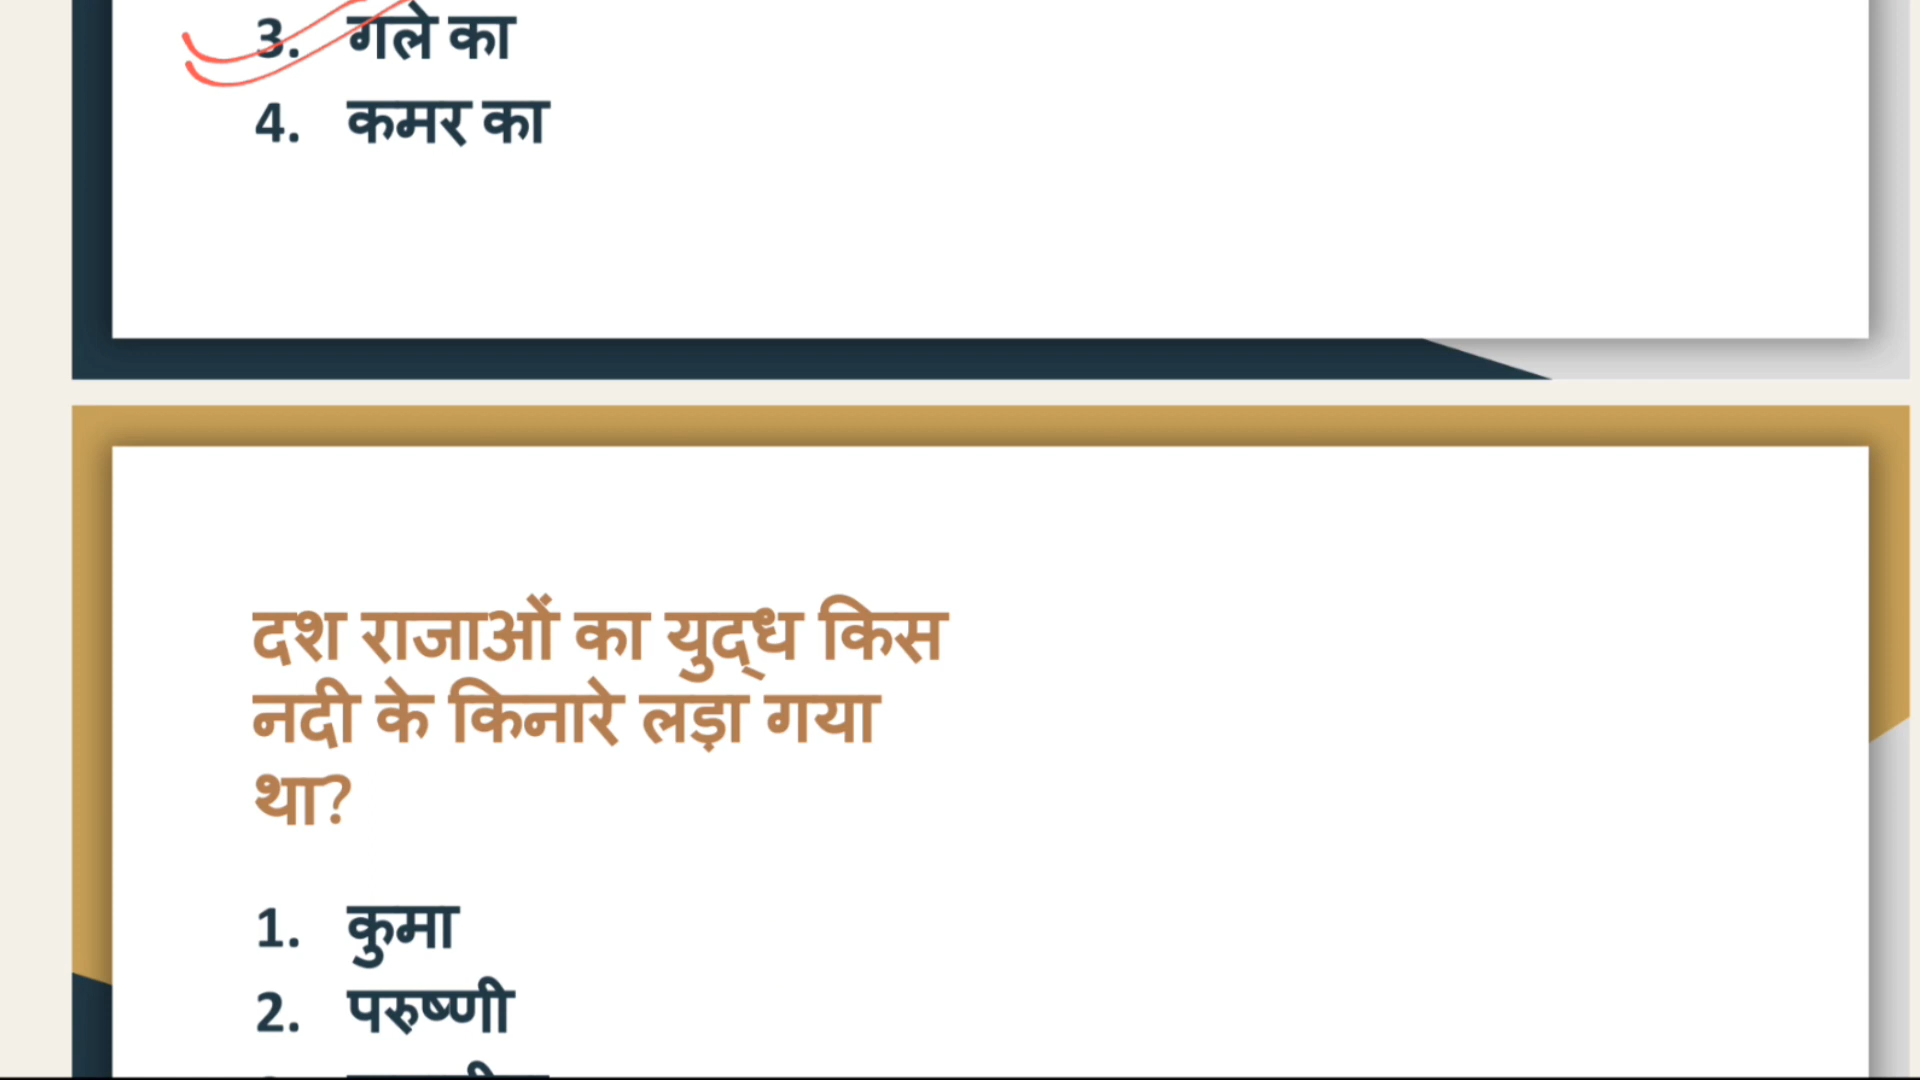 3. गले का
4. कमर का
दश राजाओं का युद्ध किस
नदी के किनारे लड़ा गया
था?
1. कुमा
2. परुष्णी